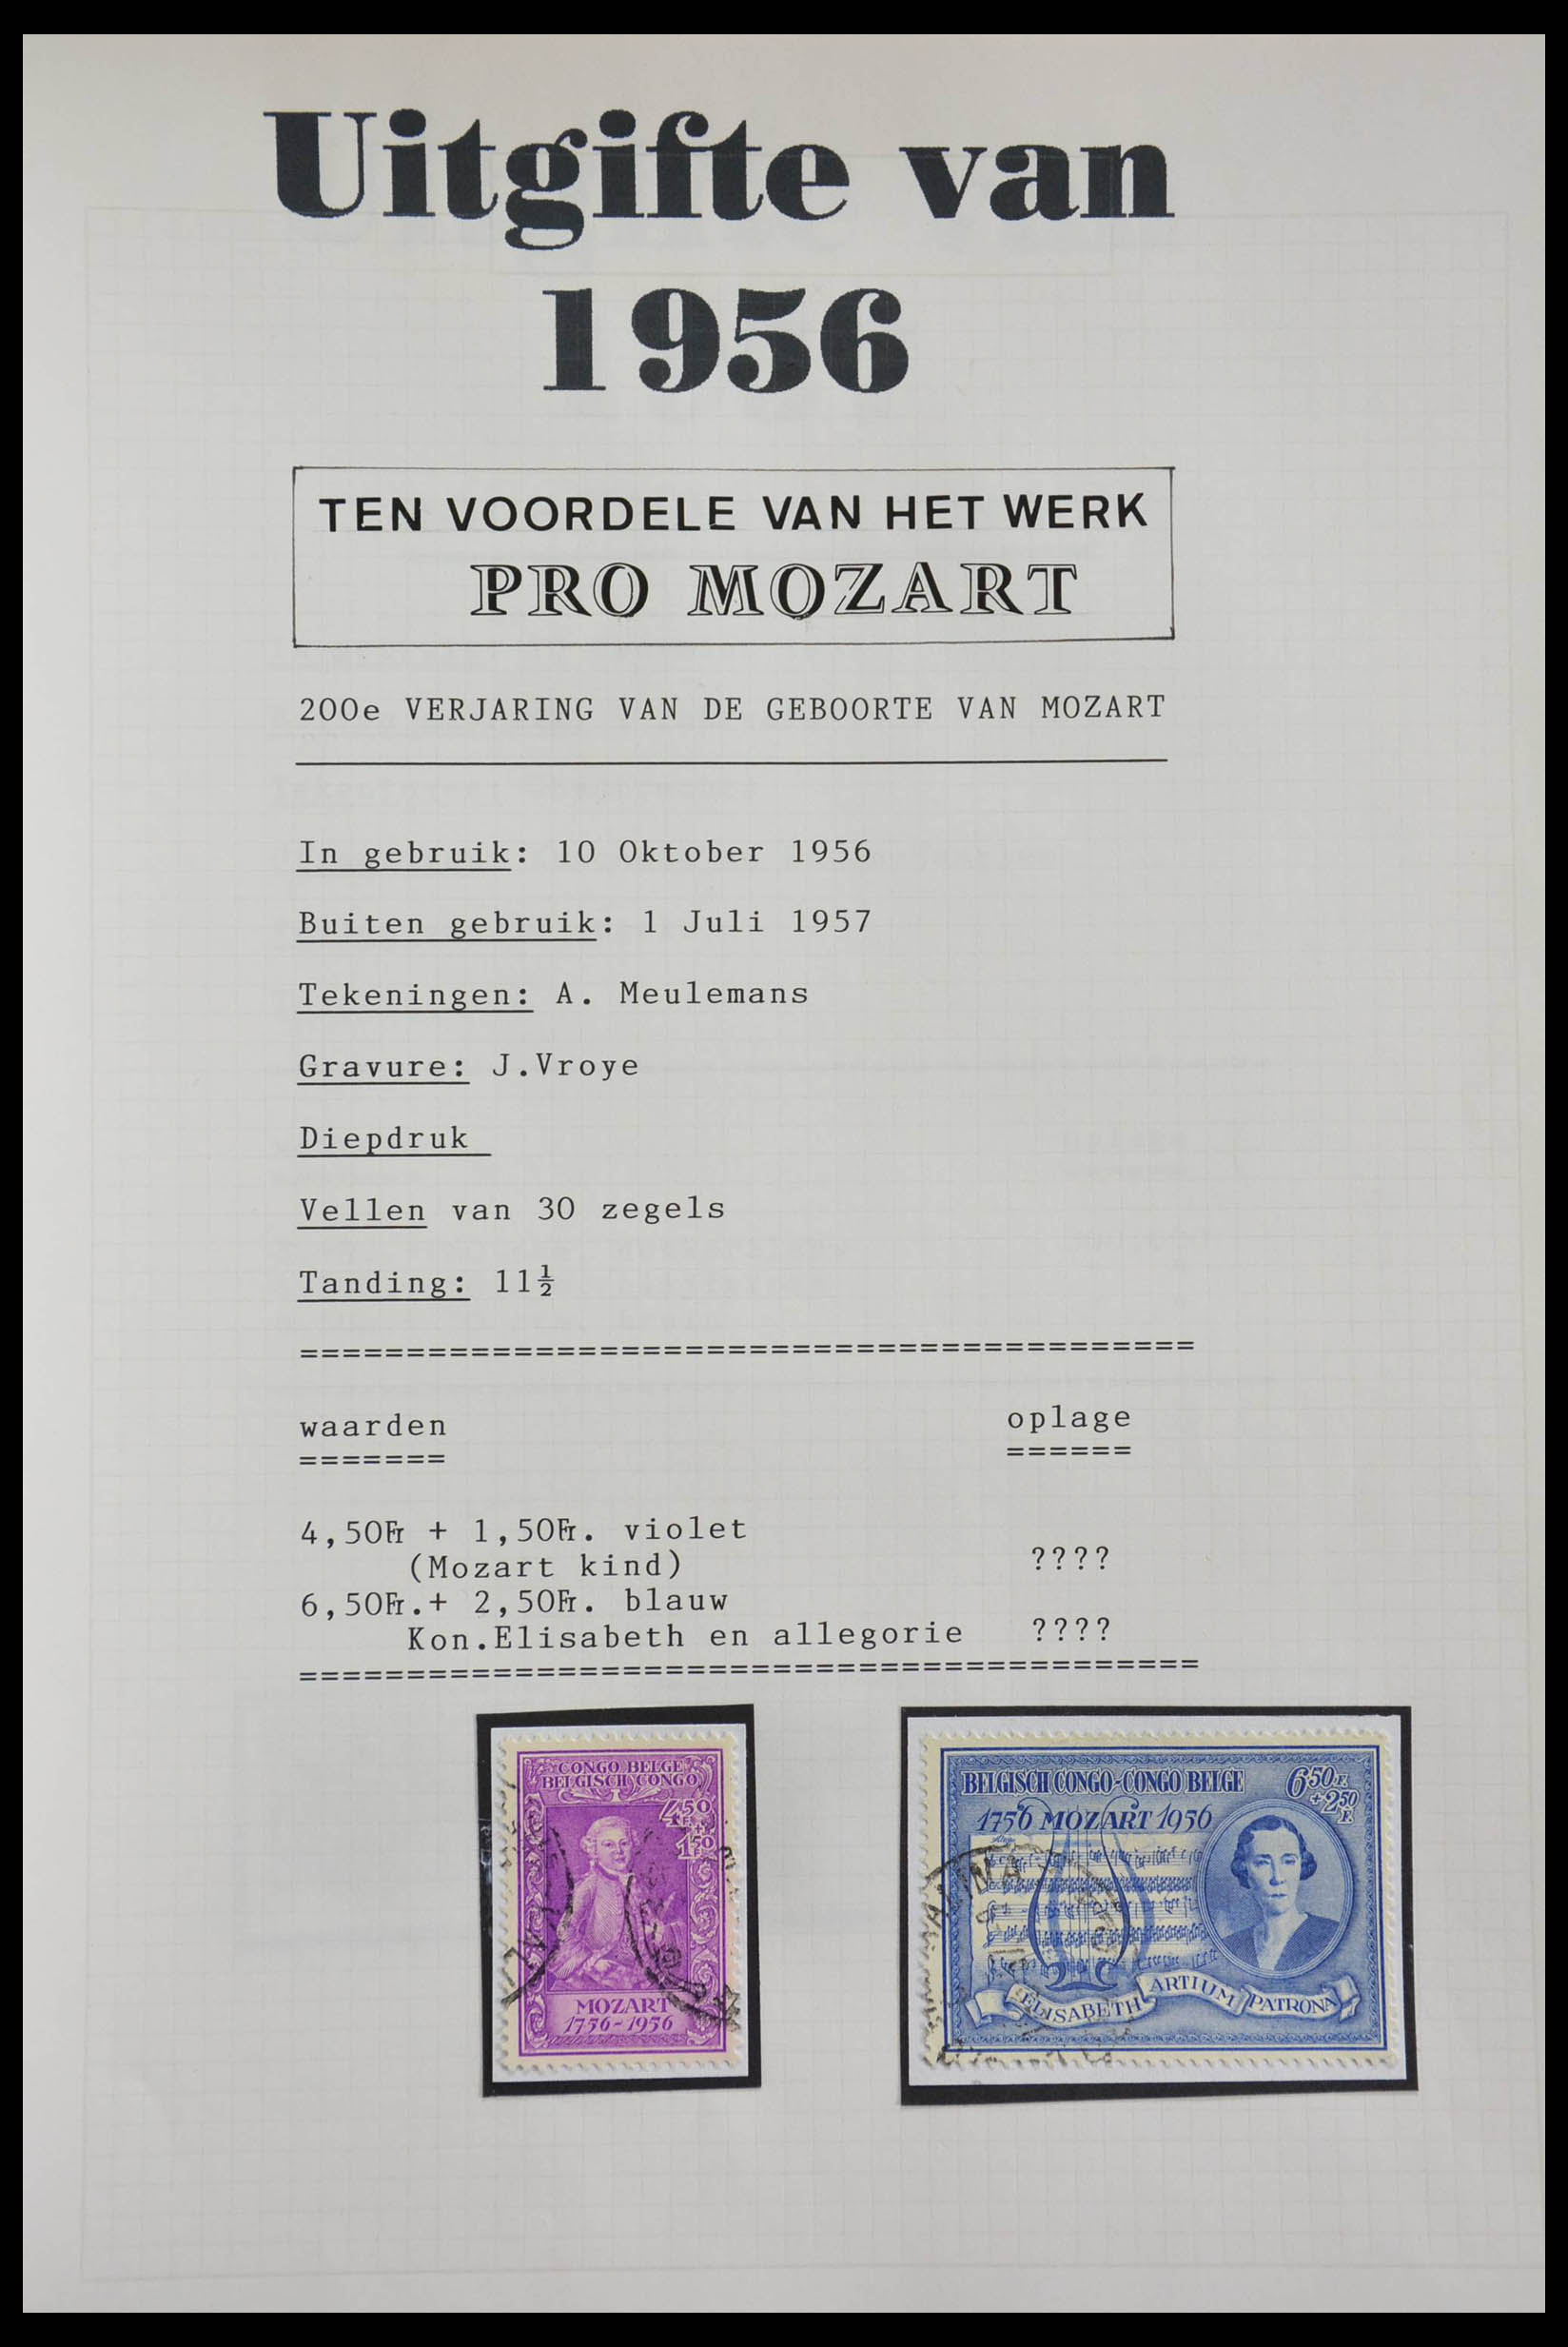 Uitgifte van
1956
TEN VOORDELE VAN HET WERK
PRO MOZART
200e VERJARING VAN DE GEBOORTE VAN MOZART
In gebruik: 10 Oktober 1956
Buiten gebruik: 1 Juli 1957
Tekeningen: A. Meulemans
Gravure: J.Vroye
Diepdruk
Vellen van 30 zegels
Tanding: 11½
==========================================
waarden oplage
======= ======
4,50Fr + 1,50Fr. violet
(Mozart kind) ????
6,50Fr.+ 2,50Fr. blauw
Kon.Elisabeth en allegorie ????
==========================================
CONGO BELGE
BELGISCH CONGO
4,50
F.+
1,50
F.
MOZART
1756-1956
BELGISCH CONGO-CONGO BELGE
6,50 F.
+2,50
F.
1756 MOZART 1956
ELISABETH ARTIUM PATRONA